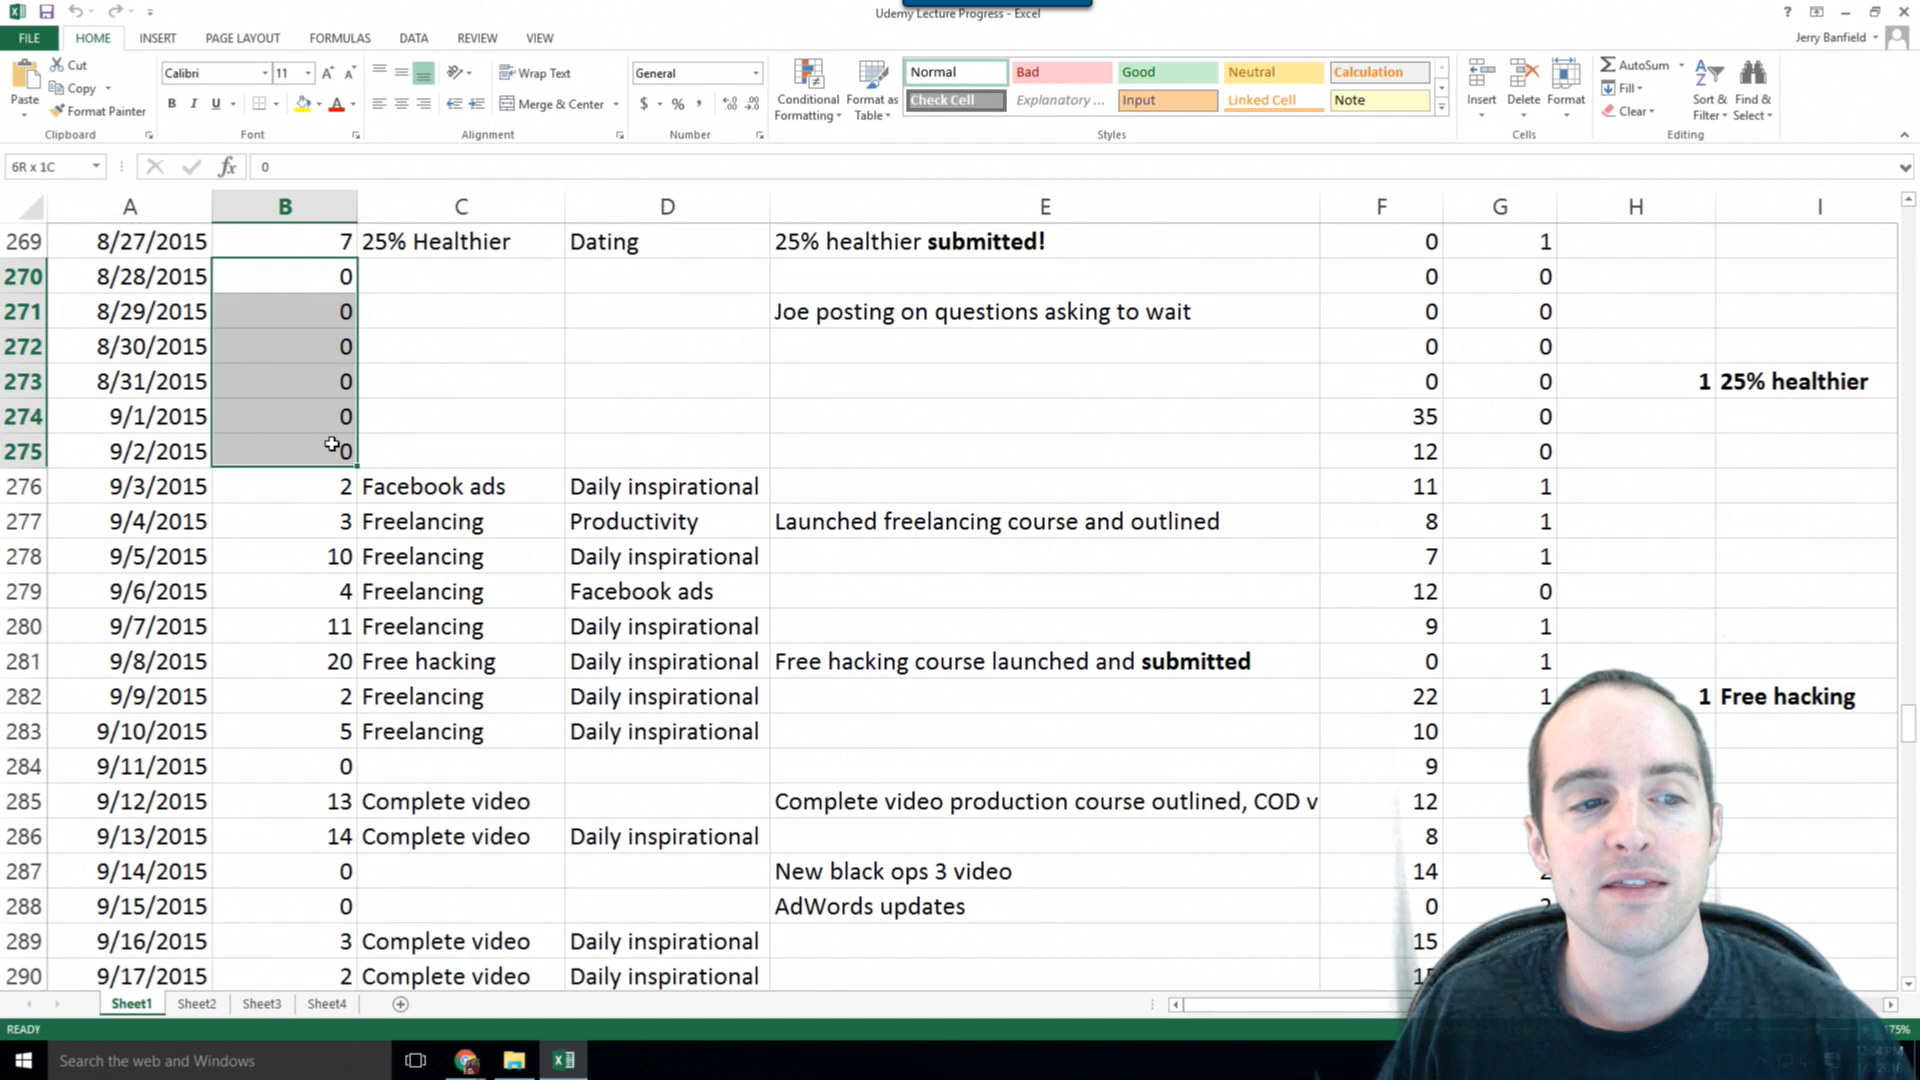 Udemy Lecture Progress - Excel
FILE HOME INSERT PAGE LAYOUT FORMULAS DATA REVIEW VIEW Jerry Banfield
Paste Cut Copy Format Painter
Calibri 11 B I U
Wrap Text Merge & Center
General $ % ,
Conditional Formatting Format as Table
Normal Bad Good Neutral Calculation
Check Cell Explanatory ... Input Linked Cell Note
Insert Delete Format
AutoSum Fill Clear Sort & Filter Find & Select
Clipboard Font Alignment Number Styles Cells Editing
6R x 1C fx 0
A B C D E F G H I
269 8/27/2015 7 25% Healthier Dating 25% healthier submitted! 0 1
270 8/28/2015 0 0 0
271 8/29/2015 0 Joe posting on questions asking to wait 0 0
272 8/30/2015 0 0 0
273 8/31/2015 0 0 0 1 25% healthier
274 9/1/2015 0 35 0
275 9/2/2015 0 12 0
276 9/3/2015 2 Facebook ads Daily inspirational 11 1
277 9/4/2015 3 Freelancing Productivity Launched freelancing course and outlined 8 1
278 9/5/2015 10 Freelancing Daily inspirational 7 1
279 9/6/2015 4 Freelancing Facebook ads 12 0
280 9/7/2015 11 Freelancing Daily inspirational 9 1
281 9/8/2015 20 Free hacking Daily inspirational Free hacking course launched and submitted 0 1
282 9/9/2015 2 Freelancing Daily inspirational 22 1 1 Free hacking
283 9/10/2015 5 Freelancing Daily inspirational 10
284 9/11/2015 0 9
285 9/12/2015 13 Complete video Complete video production course outlined, COD v 12
286 9/13/2015 14 Complete video Daily inspirational 8
287 9/14/2015 0 New black ops 3 video 14
288 9/15/2015 0 AdWords updates 0
289 9/16/2015 3 Complete video Daily inspirational 15
290 9/17/2015 2 Complete video Daily inspirational
Sheet1 Sheet2 Sheet3 Sheet4
READY 175%
Search the web and Windows